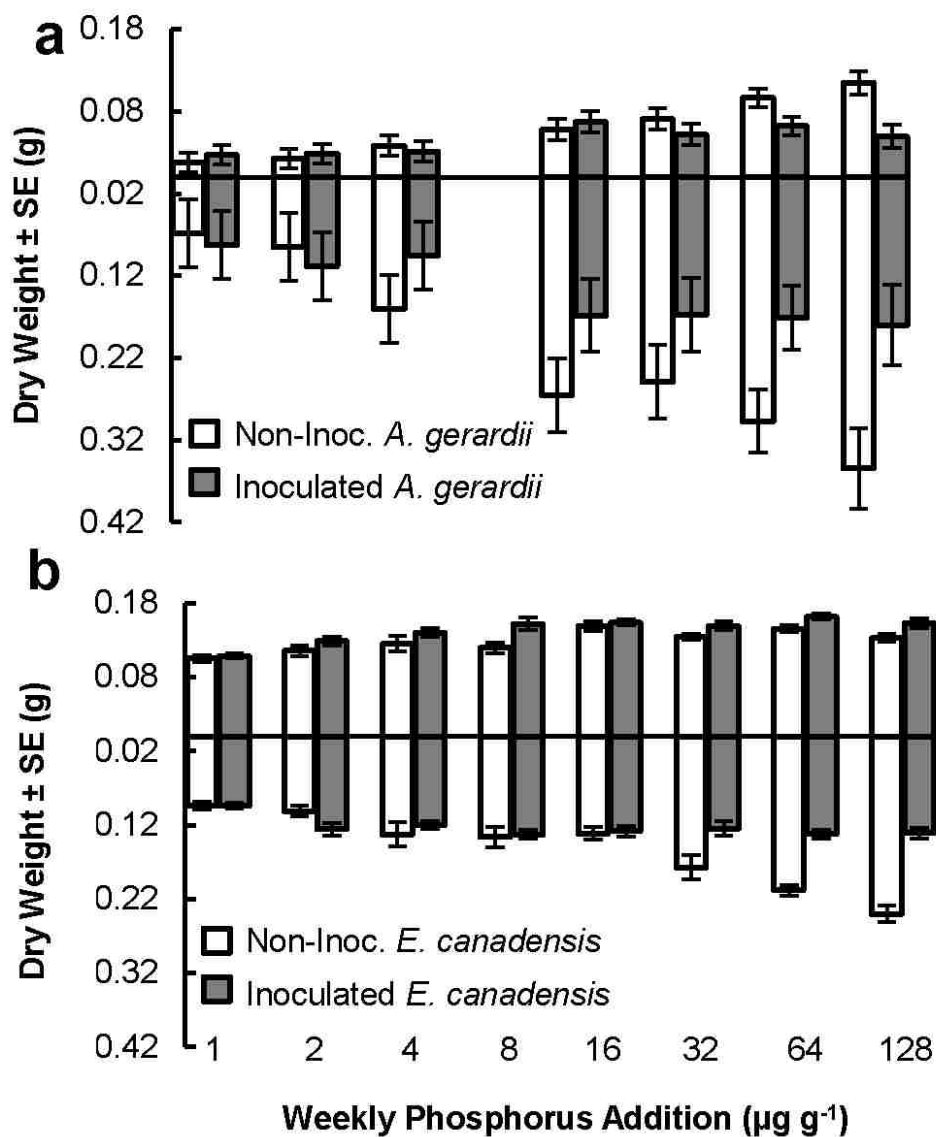 a
Dry Weight ± SE (g)
0.18
0.08
0.02
0.12
0.22
0.32
0.42
Non-Inoc. A. gerardii
Inoculated A. gerardii
b
Dry Weight ± SE (g)
0.18
0.08
0.02
0.12
0.22
0.32
0.42
Non-Inoc. E. canadensis
Inoculated E. canadensis
1 2 4 8 16 32 64 128
Weekly Phosphorus Addition (µg g⁻¹)